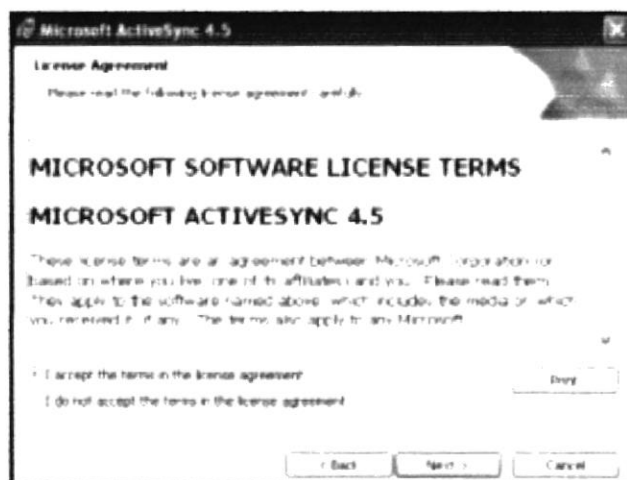 Microsoft ActiveSync 4.5
License Agreement
Please read the following license agreement carefully.
MICROSOFT SOFTWARE LICENSE TERMS
MICROSOFT ACTIVESYNC 4.5
These license terms are an agreement between Microsoft Corporation (or
based on where you live, one of its affiliates) and you. Please read them.
They apply to the software named above, which includes the media on which
you received it, if any. The terms also apply to any Microsoft
I accept the terms in the license agreement
I do not accept the terms in the license agreement
Print
< Back
Next >
Cancel